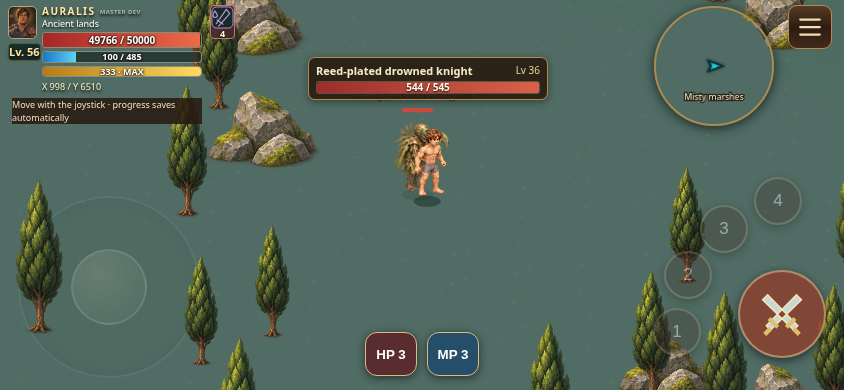 AURALIS MASTER DEV
Ancient lands
Lv. 56
49766 / 50000
100 / 485
333 · MAX
X 998 / Y 6510
Move with the joystick · progress saves
automatically
4
Reed-plated drowned knight Lv 36
544 / 545
Misty marshes
4
3
2
1
HP 3
MP 3